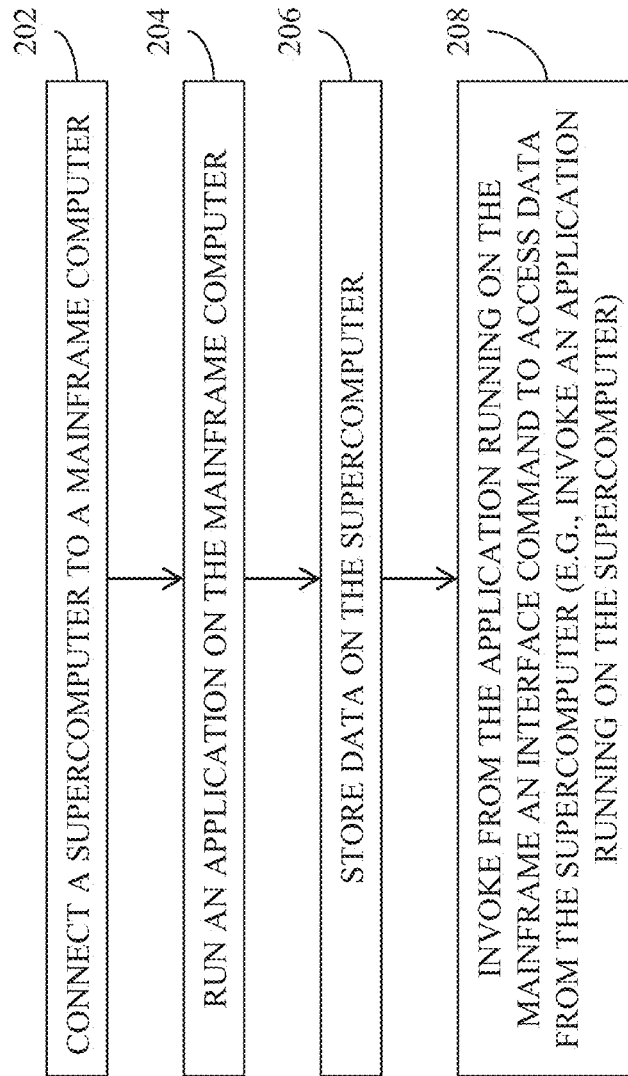 202
CONNECT A SUPERCOMPUTER TO A MAINFRAME COMPUTER
204
RUN AN APPLICATION ON THE MAINFRAME COMPUTER
206
STORE DATA ON THE SUPERCOMPUTER
208
INVOKE FROM THE APPLICATION RUNNING ON THE
MAINFRAME AN INTERFACE COMMAND TO ACCESS DATA
FROM THE SUPERCOMPUTER (E.G., INVOKE AN APPLICATION
RUNNING ON THE SUPERCOMPUTER)